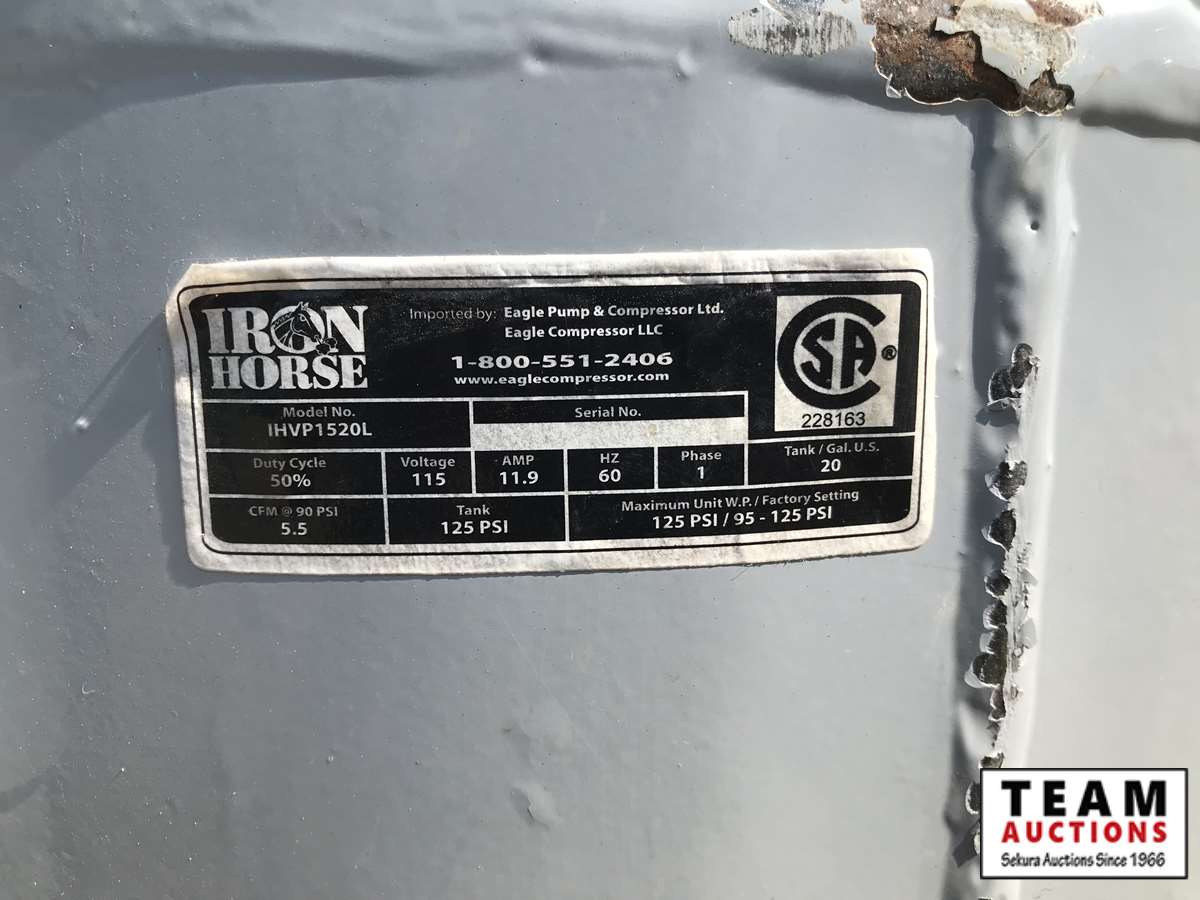 IRON
HORSE
Imported by: Eagle Pump & Compressor Ltd.
Eagle Compressor LLC
1-800-551-2406
www.eaglecompressor.com
CSA ®
228163
Model No.
IHVP1520L
Serial No.
Duty Cycle
50%
Voltage
115
AMP
11.9
HZ
60
Phase
1
Tank / Gal. U.S.
20
CFM @ 90 PSI
5.5
Tank
125 PSI
Maximum Unit W.P. / Factory Setting
125 PSI / 95 - 125 PSI
TEAM
AUCTIONS
Sekura Auctions Since 1966